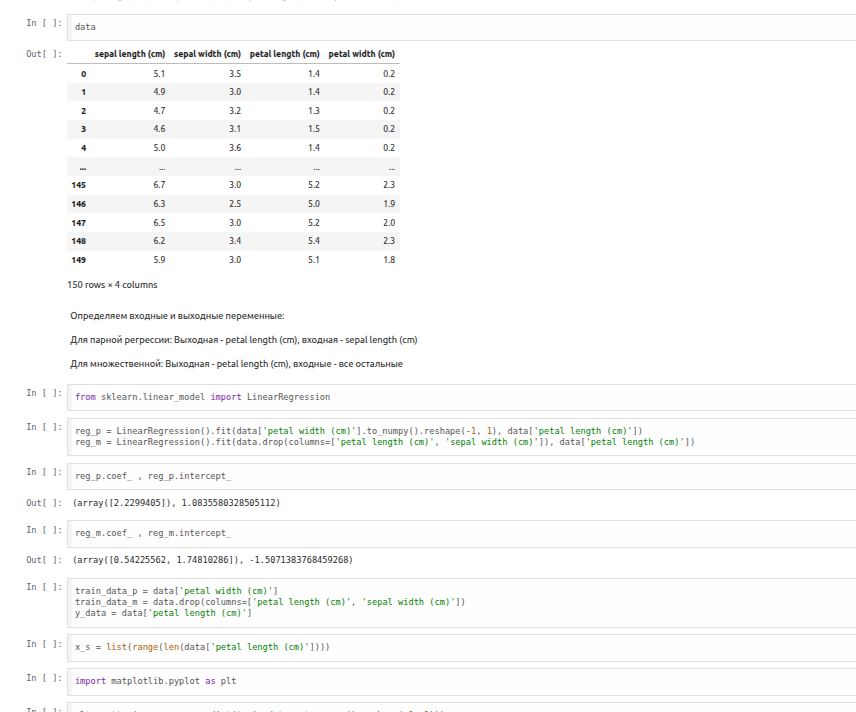 In [ ]: data
Out[ ]: sepal length (cm) sepal width (cm) petal length (cm) petal width (cm)
0 5.1 3.5 1.4 0.2
1 4.9 3.0 1.4 0.2
2 4.7 3.2 1.3 0.2
3 4.6 3.1 1.5 0.2
4 5.0 3.6 1.4 0.2
... ... ... ... ...
145 6.7 3.0 5.2 2.3
146 6.3 2.5 5.0 1.9
147 6.5 3.0 5.2 2.0
148 6.2 3.4 5.4 2.3
149 5.9 3.0 5.1 1.8
150 rows × 4 columns
Определяем входные и выходные переменные:
Для парной регрессии: Выходная - petal length (cm), входная - sepal length (cm)
Для множественной: Выходная - petal length (cm), входные - все остальные
In [ ]: from sklearn.linear_model import LinearRegression
In [ ]: reg_p = LinearRegression().fit(data['petal width (cm)'].to_numpy().reshape(-1, 1), data['petal length (cm)'])
reg_m = LinearRegression().fit(data.drop(columns=['petal length (cm)', 'sepal width (cm)']), data['petal length (cm)'])
In [ ]: reg_p.coef_ , reg_p.intercept_
Out[ ]: (array([2.2299405]), 1.0835580328505112)
In [ ]: reg_m.coef_ , reg_m.intercept_
Out[ ]: (array([0.54225562, 1.74810286]), -1.5071383768459268)
In [ ]: train_data_p = data['petal width (cm)']
train_data_m = data.drop(columns=['petal length (cm)', 'sepal width (cm)'])
y_data = data['petal length (cm)']
In [ ]: x_s = list(range(len(data['petal length (cm)'])))
In [ ]: import matplotlib.pyplot as plt
In [ ]: